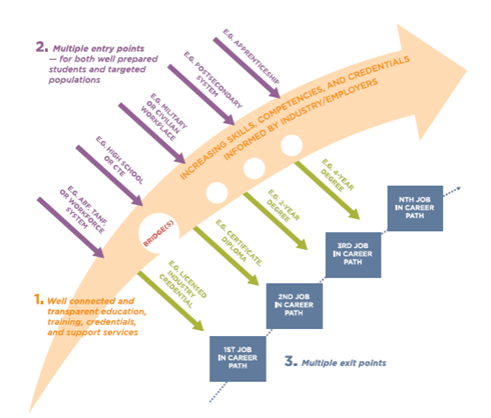 2. Multiple entry points
— for both well prepared
students and targeted
populations
E.G. APPRENTICESHIP
E.G. POSTSECONDARY
SYSTEM
E.G. MILITARY
OR CIVILIAN
WORKPLACE
E.G. HIGH SCHOOL
OR CTE
E.G. ABE, TANF,
OR WORKFORCE
SYSTEM
INCREASING SKILLS, COMPETENCIES, AND CREDENTIALS
INFORMED BY INDUSTRY/EMPLOYERS
BRIDGE(S)
E.G. 4-YEAR
DEGREE
E.G. 2-YEAR
DEGREE
E.G. CERTIFICATE,
DIPLOMA
E.G. LICENSED
INDUSTRY
CREDENTIAL
NTH JOB
IN CAREER
PATH
3RD JOB
IN CAREER
PATH
2ND JOB
IN CAREER
PATH
1ST JOB
IN CAREER
PATH
1. Well connected and
transparent education,
training, credentials,
and support services
3. Multiple exit points